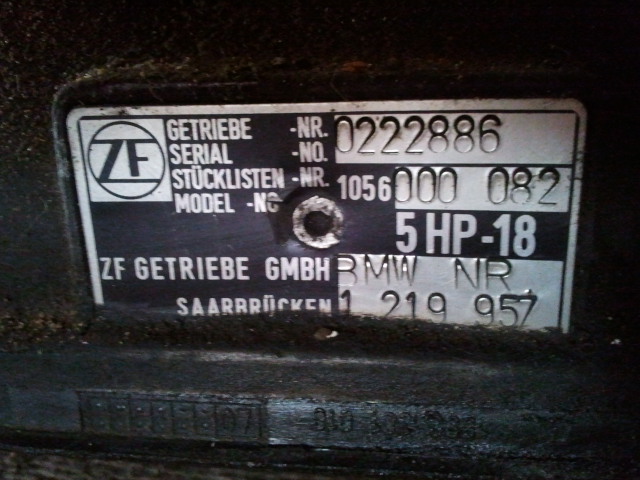 ZF
GETRIEBE -NR. 0222886
SERIAL -NO.
STÜCKLISTEN -NR. 1056 000 082
MODEL -NO
5 HP-18
ZF GETRIEBE GMBH BMW NR
SAARBRÜCKEN 1 219 957